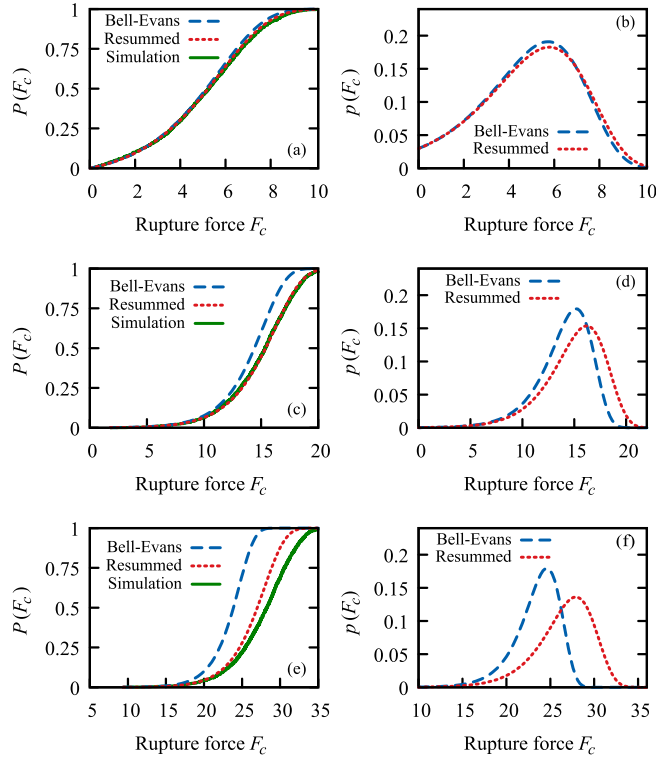 Bell-Evans
Resummed
Simulation
P(F_c)
1
0.75
0.5
0.25
0
0 2 4 6 8 10
(a)
Rupture force F_c
p(F_c)
0.2
0.15
0.1
0.05
0
0 2 4 6 8 10
(b)
Bell-Evans
Resummed
Rupture force F_c
Bell-Evans
Resummed
Simulation
P(F_c)
1
0.75
0.5
0.25
0
0 5 10 15 20
(c)
Rupture force F_c
Bell-Evans
Resummed
(d)
p(F_c)
0.2
0.15
0.1
0.05
0
0 5 10 15 20
Rupture force F_c
Bell-Evans
Resummed
Simulation
P(F_c)
1
0.75
0.5
0.25
0
5 10 15 20 25 30 35
(e)
Rupture force F_c
Bell-Evans
Resummed
(f)
p(F_c)
0.2
0.15
0.1
0.05
0
10 15 20 25 30 35
Rupture force F_c